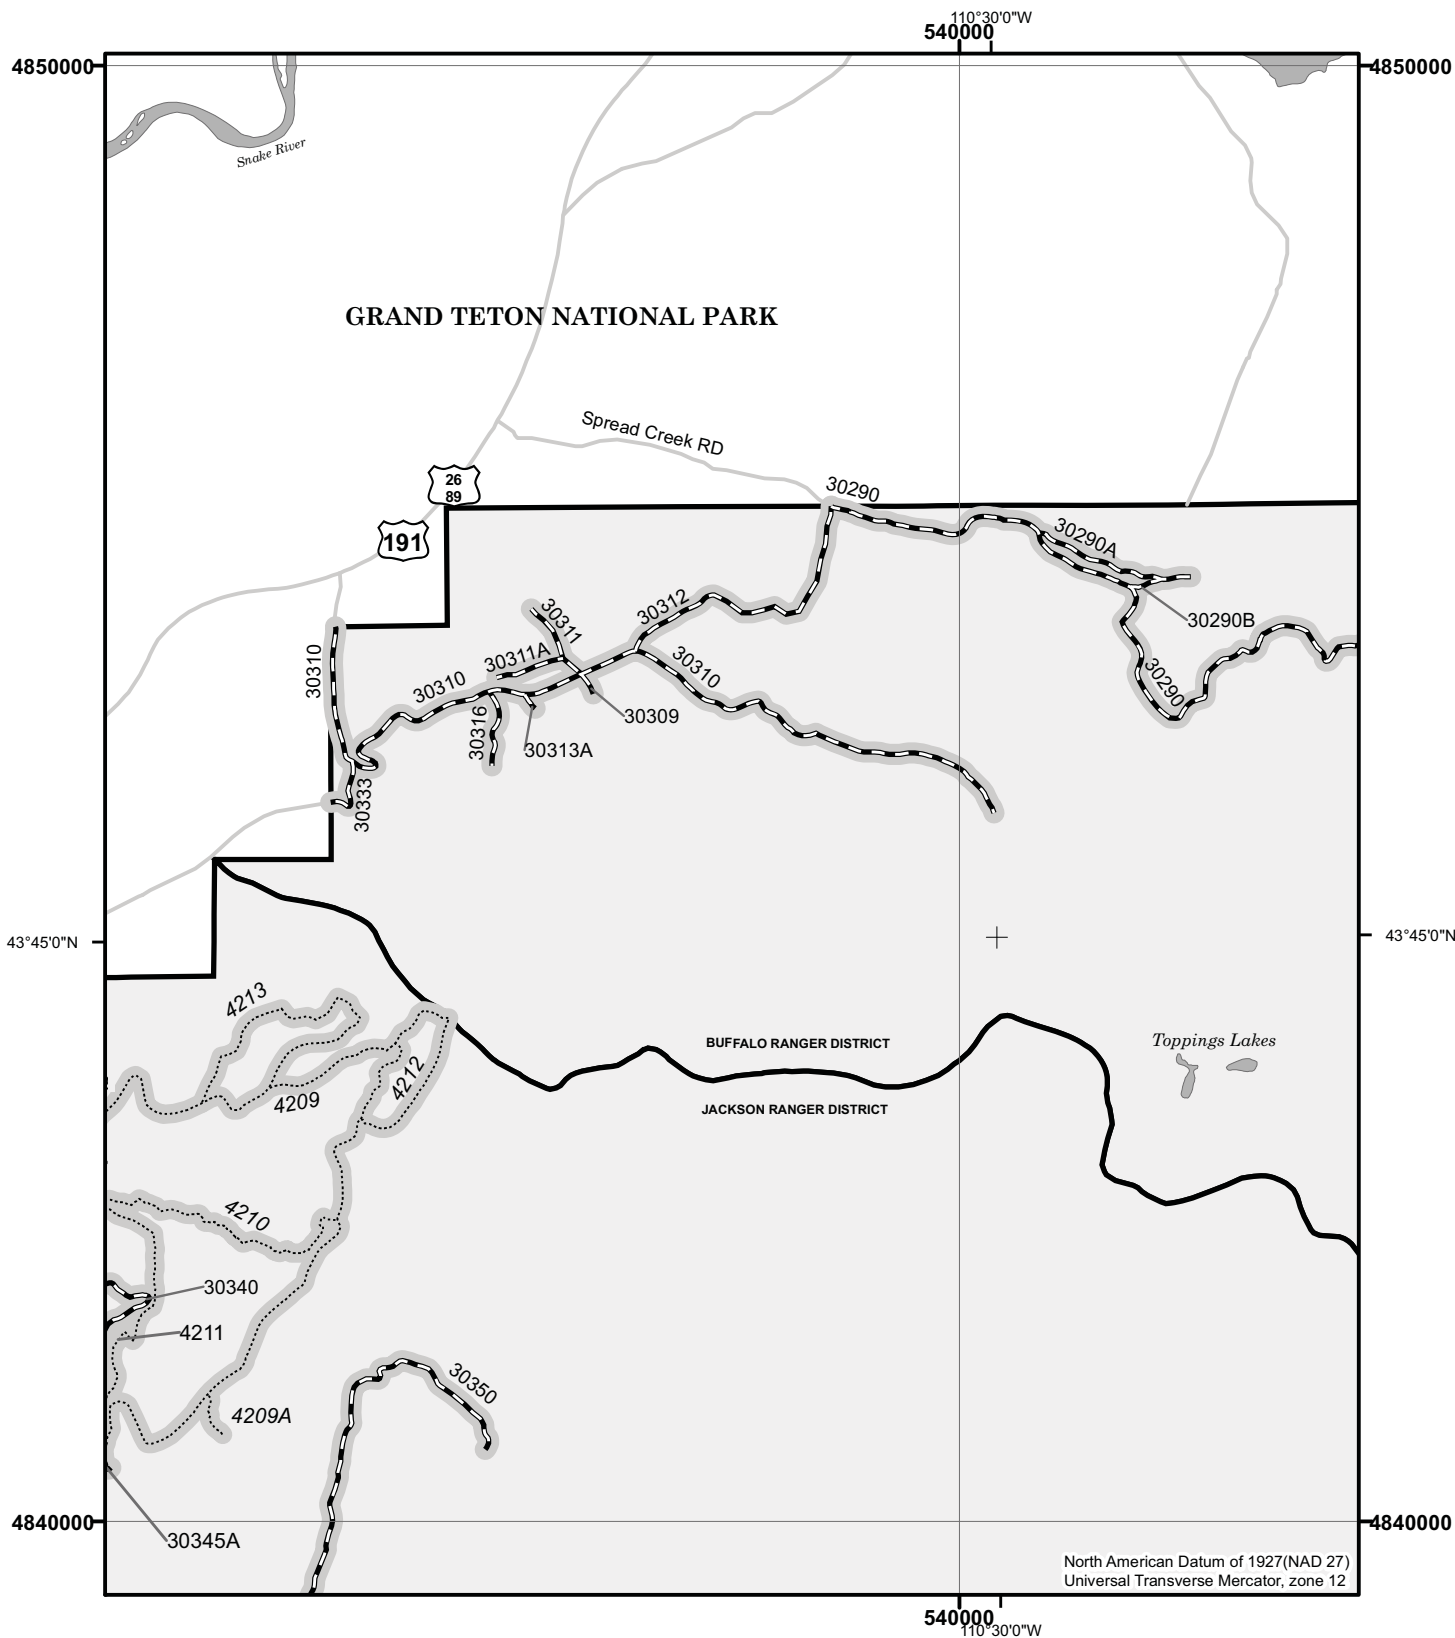 110°30'0"W
540000
4850000
4850000
Snake River
GRAND TETON NATIONAL PARK
Spread Creek RD
26
89
30290
191
30290A
30311
30312
30290B
30311A
30310
30310
30310
30290
30316
30309
30313A
30333
43°45'0"N
43°45'0"N
4213
BUFFALO RANGER DISTRICT
Toppings Lakes
4212
4209
JACKSON RANGER DISTRICT
4210
30340
4211
30350
4209A
4840000
4840000
30345A
North American Datum of 1927(NAD 27)
Universal Transverse Mercator, zone 12
540000
110°30'0"W